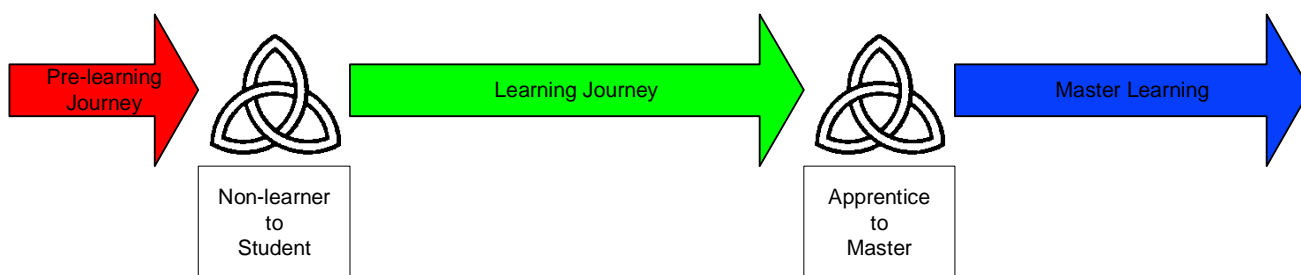 Pre-learning
Journey
Learning Journey
Master Learning
Non-learner
to
Student
Apprentice
to
Master